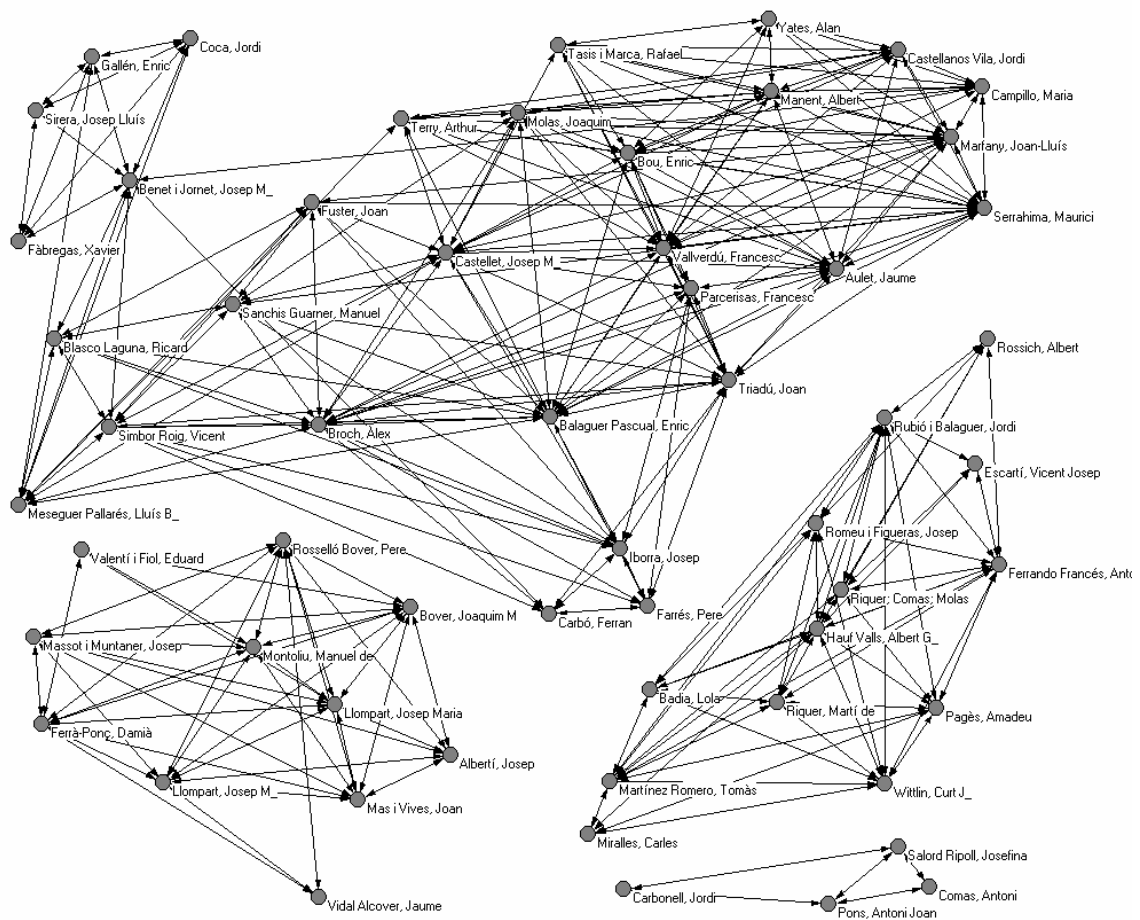 Yates, Alan
Coca, Jordi
Tasis i Marca, Rafael
Castellanos Vila, Jordi
Gallén, Enric
Campillo, Maria
Manent, Albert
Sirera, Josep Lluís
Terry, Arthur
Molas, Joaquim
Marfany, Joan-Lluís
Bou, Enric
Benet i Jornet, Josep M_
Fuster, Joan
Serrahima, Maurici
Fàbregas, Xavier
Castellet, Josep M_
Vallverdú, Francesc
Aulet, Jaume
Parcerisas, Francesc
Sanchis Guarner, Manuel
Blasco Laguna, Ricard
Rossich, Albert
Triadú, Joan
Simbor Roig, Vicent
Broch, Àlex
Balaguer Pascual, Enric
Rubió i Balaguer, Jordi
Escartí, Vicent Josep
Meseguer Pallarés, Lluís B_
Romeu i Figueras, Josep
Valentí i Fiol, Eduard
Rosselló Bover, Pere
Iborra, Josep
Ferrando Francés, Anto
Riquer; Comas; Molas
Bover, Joaquim M
Carbó, Ferran
Farrés, Pere
Massot i Muntaner, Josep
Montoliu, Manuel de
Hauf Valls, Albert G_
Badia, Lola
Riquer, Martí de
Pagès, Amadeu
Llompart, Josep Maria
Ferrà-Ponç, Damià
Albertí, Josep
Llompart, Josep M_
Mas i Vives, Joan
Martínez Romero, Tomàs
Wittlin, Curt J_
Miralles, Carles
Salord Ripoll, Josefina
Carbonell, Jordi
Comas, Antoni
Vidal Alcover, Jaume
Pons, Antoni Joan